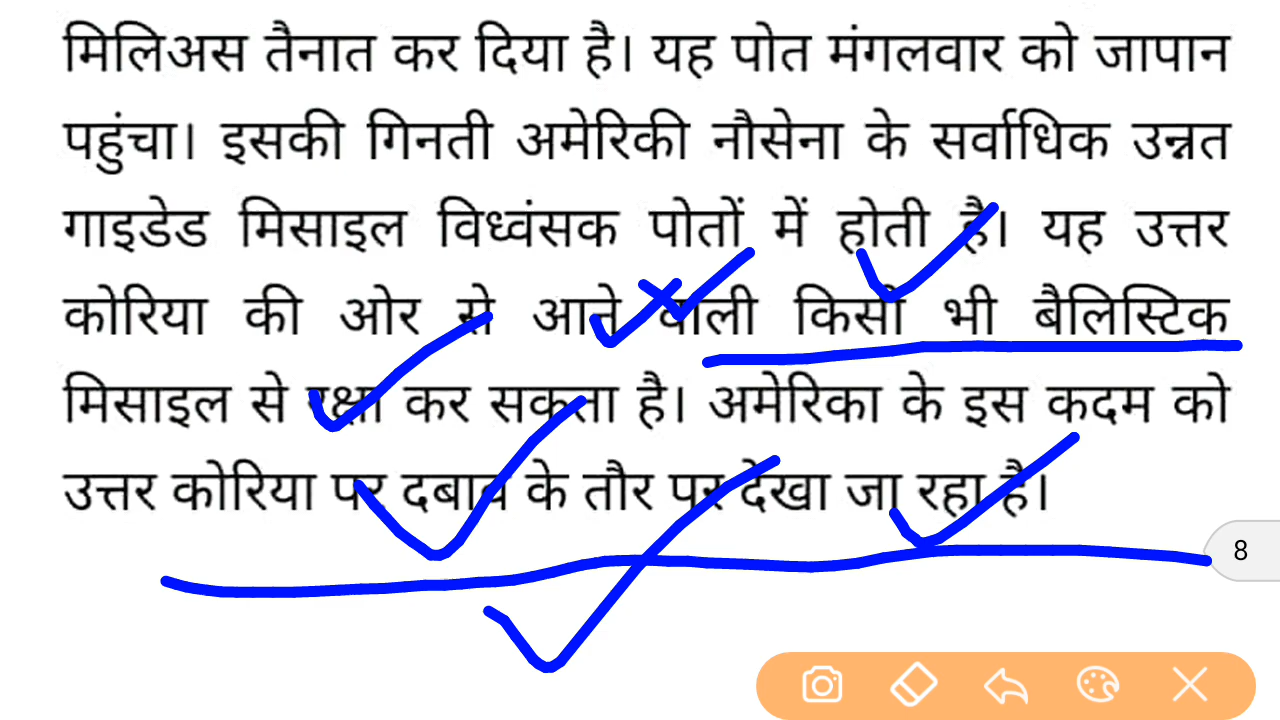 मिलिअस तैनात कर दिया है। यह पोत मंगलवार को जापान
पहुंचा। इसकी गिनती अमेरिकी नौसेना के सर्वाधिक उन्नत
गाइडेड मिसाइल विध्वंसक पोतों में होती है। यह उत्तर
कोरिया की ओर से आने वाली किसी भी बैलिस्टिक
मिसाइल से रक्षा कर सकता है। अमेरिका के इस कदम को
उत्तर कोरिया पर दबाव के तौर पर देखा जा रहा है।
8